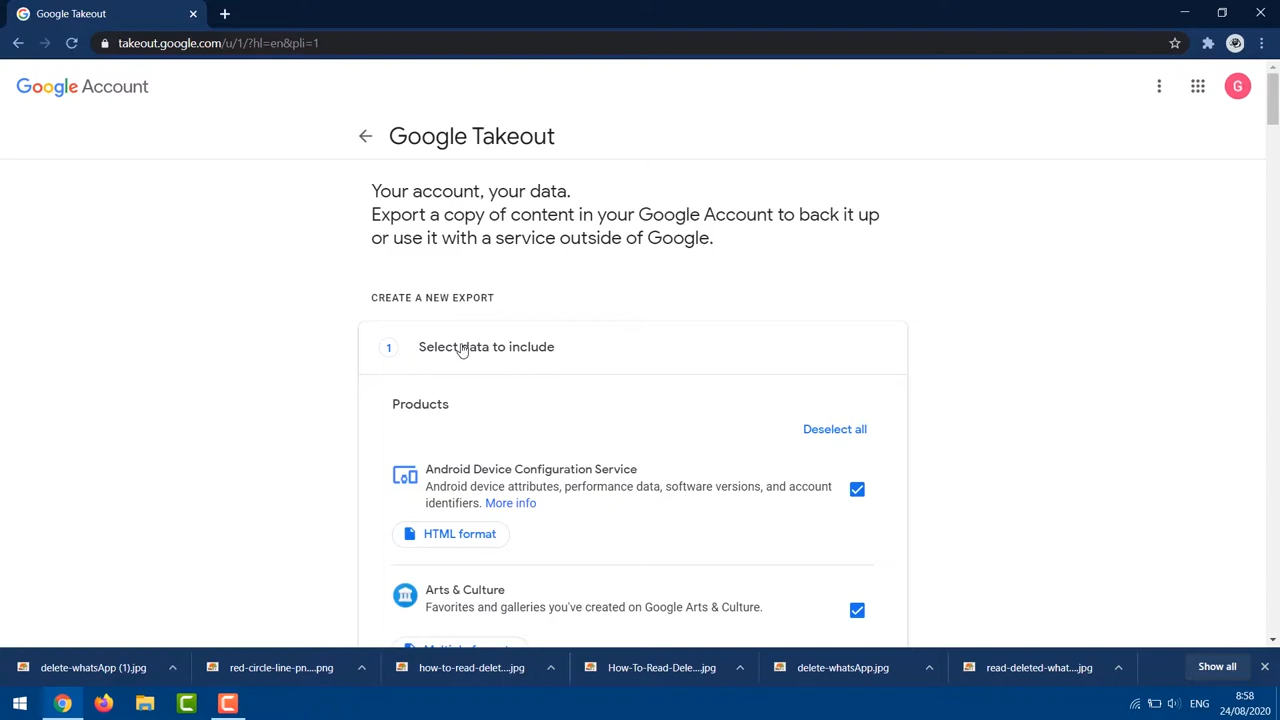 Google Takeout
takeout.google.com/u/1/?hl=en&pli=1
Google Account
G
Google Takeout
Your account, your data.
Export a copy of content in your Google Account to back it up
or use it with a service outside of Google.
CREATE A NEW EXPORT
1 Select data to include
Products
Deselect all
Android Device Configuration Service
Android device attributes, performance data, software versions, and account
identifiers. More info
HTML format
Arts & Culture
Favorites and galleries you've created on Google Arts & Culture.
delete-whatsApp (1).jpg
red-circle-line-pn....png
how-to-read-delet....jpg
How-To-Read-Dele....jpg
delete-whatsApp.jpg
read-deleted-what....jpg
Show all
ENG
8:58
24/08/2020